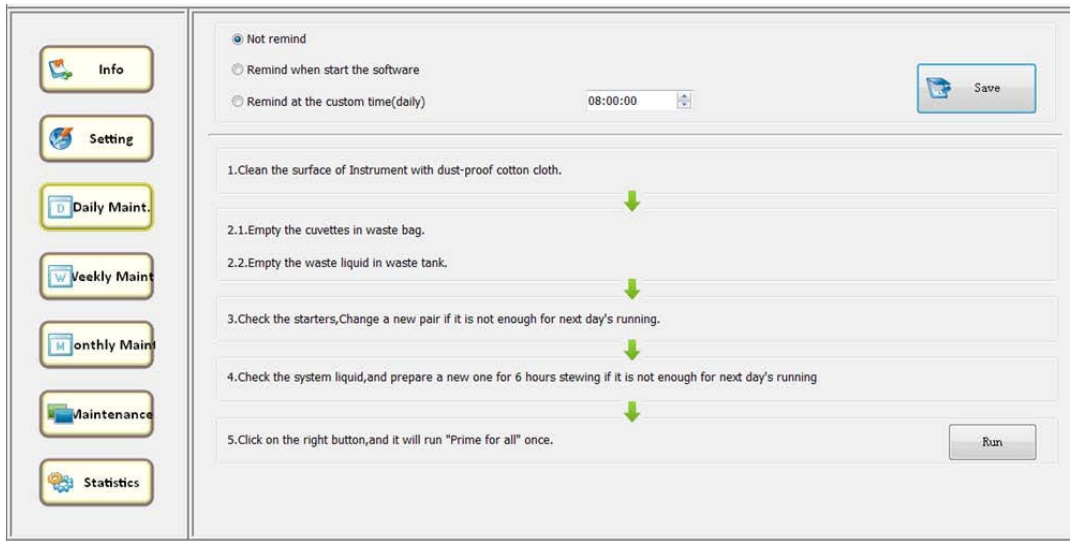 Info
Setting
D Daily Maint.
W Veekly Maint
M onthly Maint
Maintenance
Statistics
Not remind
Remind when start the software
Remind at the custom time(daily)
08:00:00
Save
1.Clean the surface of Instrument with dust-proof cotton cloth.
2.1.Empty the cuvettes in waste bag.
2.2.Empty the waste liquid in waste tank.
3.Check the starters,Change a new pair if it is not enough for next day's running.
4.Check the system liquid,and prepare a new one for 6 hours stewing if it is not enough for next day's running
5.Click on the right button,and it will run "Prime for all" once.
Run